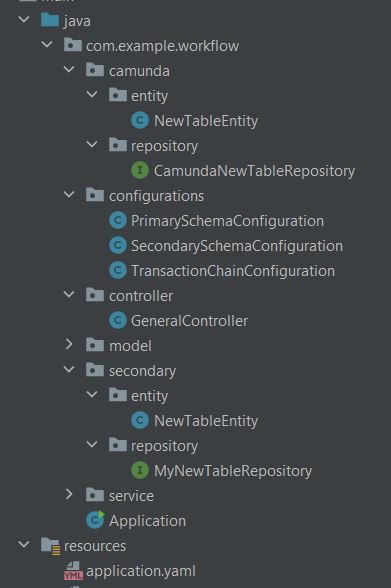 main
java
com.example.workflow
camunda
entity
NewTableEntity
repository
CamundaNewTableRepository
configurations
PrimarySchemaConfiguration
SecondarySchemaConfiguration
TransactionChainConfiguration
controller
GeneralController
model
secondary
entity
NewTableEntity
repository
MyNewTableRepository
service
Application
resources
YML application.yaml